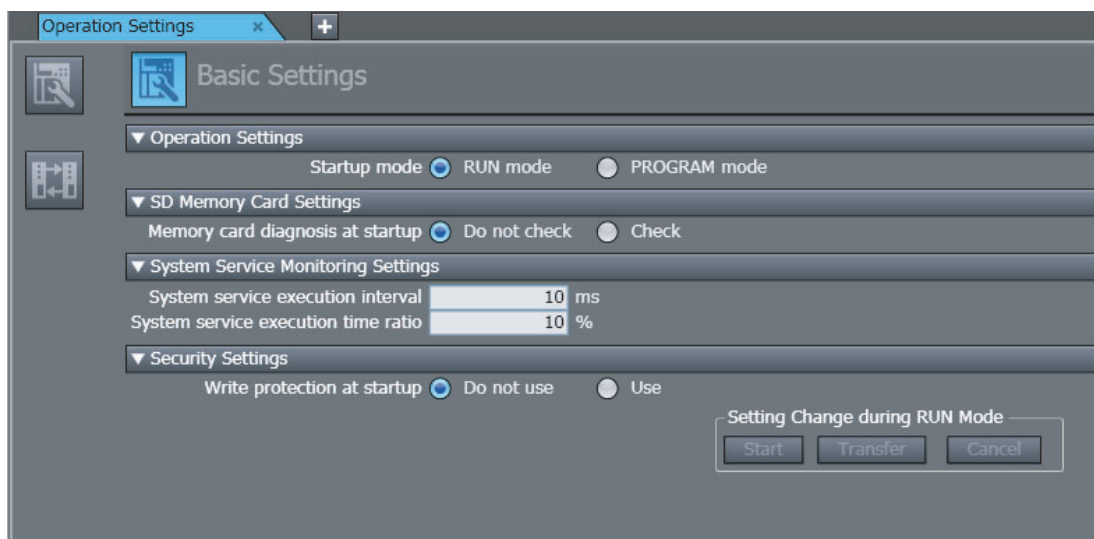 Operation Settings
Basic Settings
Operation Settings
Startup mode RUN mode PROGRAM mode
SD Memory Card Settings
Memory card diagnosis at startup Do not check Check
System Service Monitoring Settings
System service execution interval 10 ms
System service execution time ratio 10 %
Security Settings
Write protection at startup Do not use Use
Setting Change during RUN Mode
Start Transfer Cancel